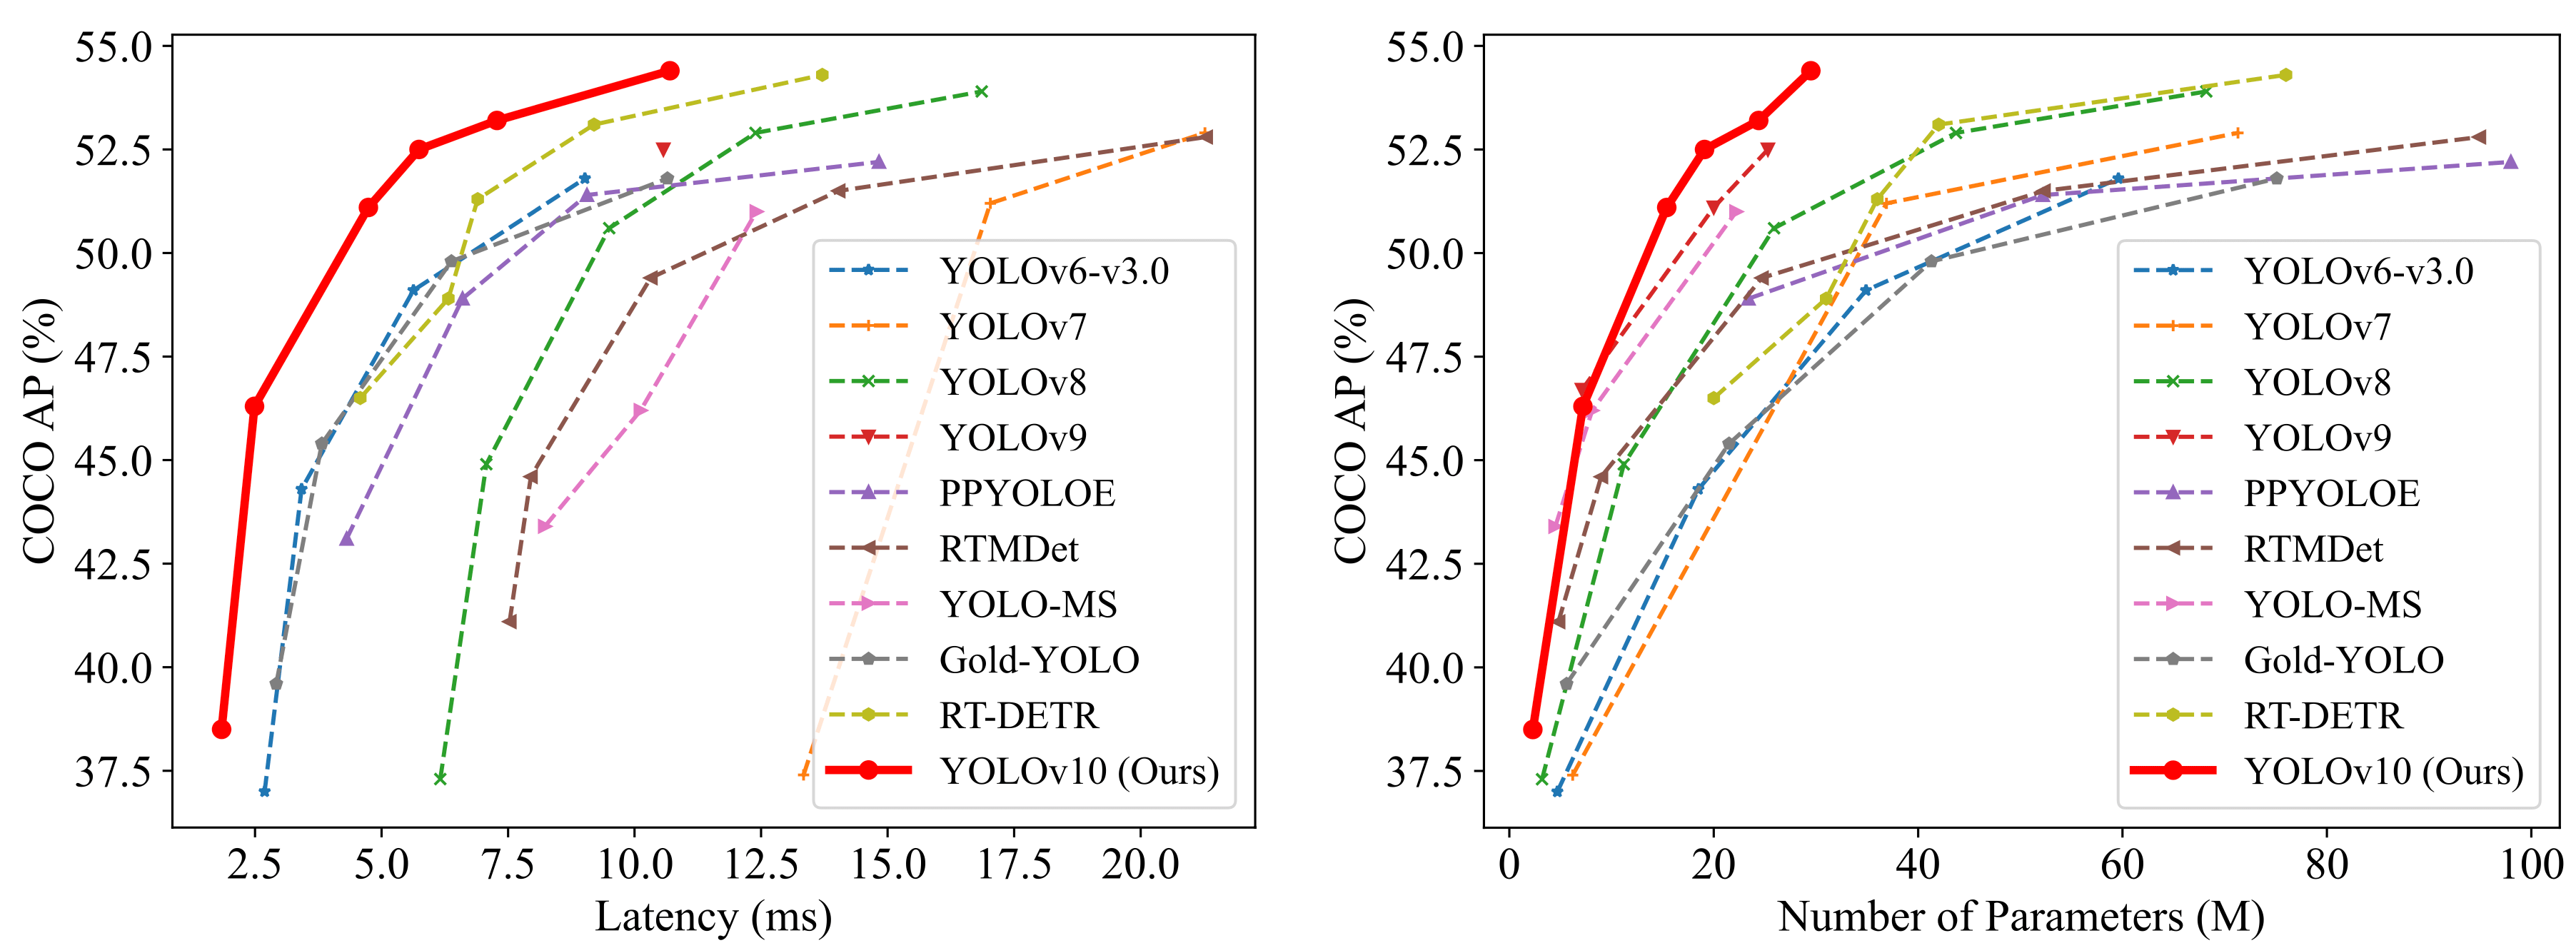 COCO AP (%)
55.0
52.5
50.0
47.5
45.0
42.5
40.0
37.5
2.5 5.0 7.5 10.0 12.5 15.0 17.5 20.0
Latency (ms)
YOLOv6-v3.0
YOLOv7
YOLOv8
YOLOv9
PPYOLOE
RTMDet
YOLO-MS
Gold-YOLO
RT-DETR
YOLOv10 (Ours)
COCO AP (%)
55.0
52.5
50.0
47.5
45.0
42.5
40.0
37.5
0 20 40 60 80 100
Number of Parameters (M)
YOLOv6-v3.0
YOLOv7
YOLOv8
YOLOv9
PPYOLOE
RTMDet
YOLO-MS
Gold-YOLO
RT-DETR
YOLOv10 (Ours)